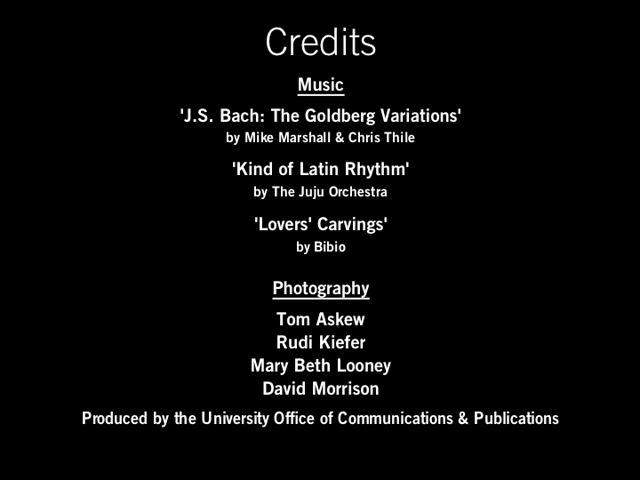 Credits
Music
'J.S. Bach: The Goldberg Variations'
by Mike Marshall & Chris Thile
'Kind of Latin Rhythm'
by The Juju Orchestra
'Lovers' Carvings'
by Bibio
Photography
Tom Askew
Rudi Kiefer
Mary Beth Looney
David Morrison
Produced by the University Office of Communications & Publications